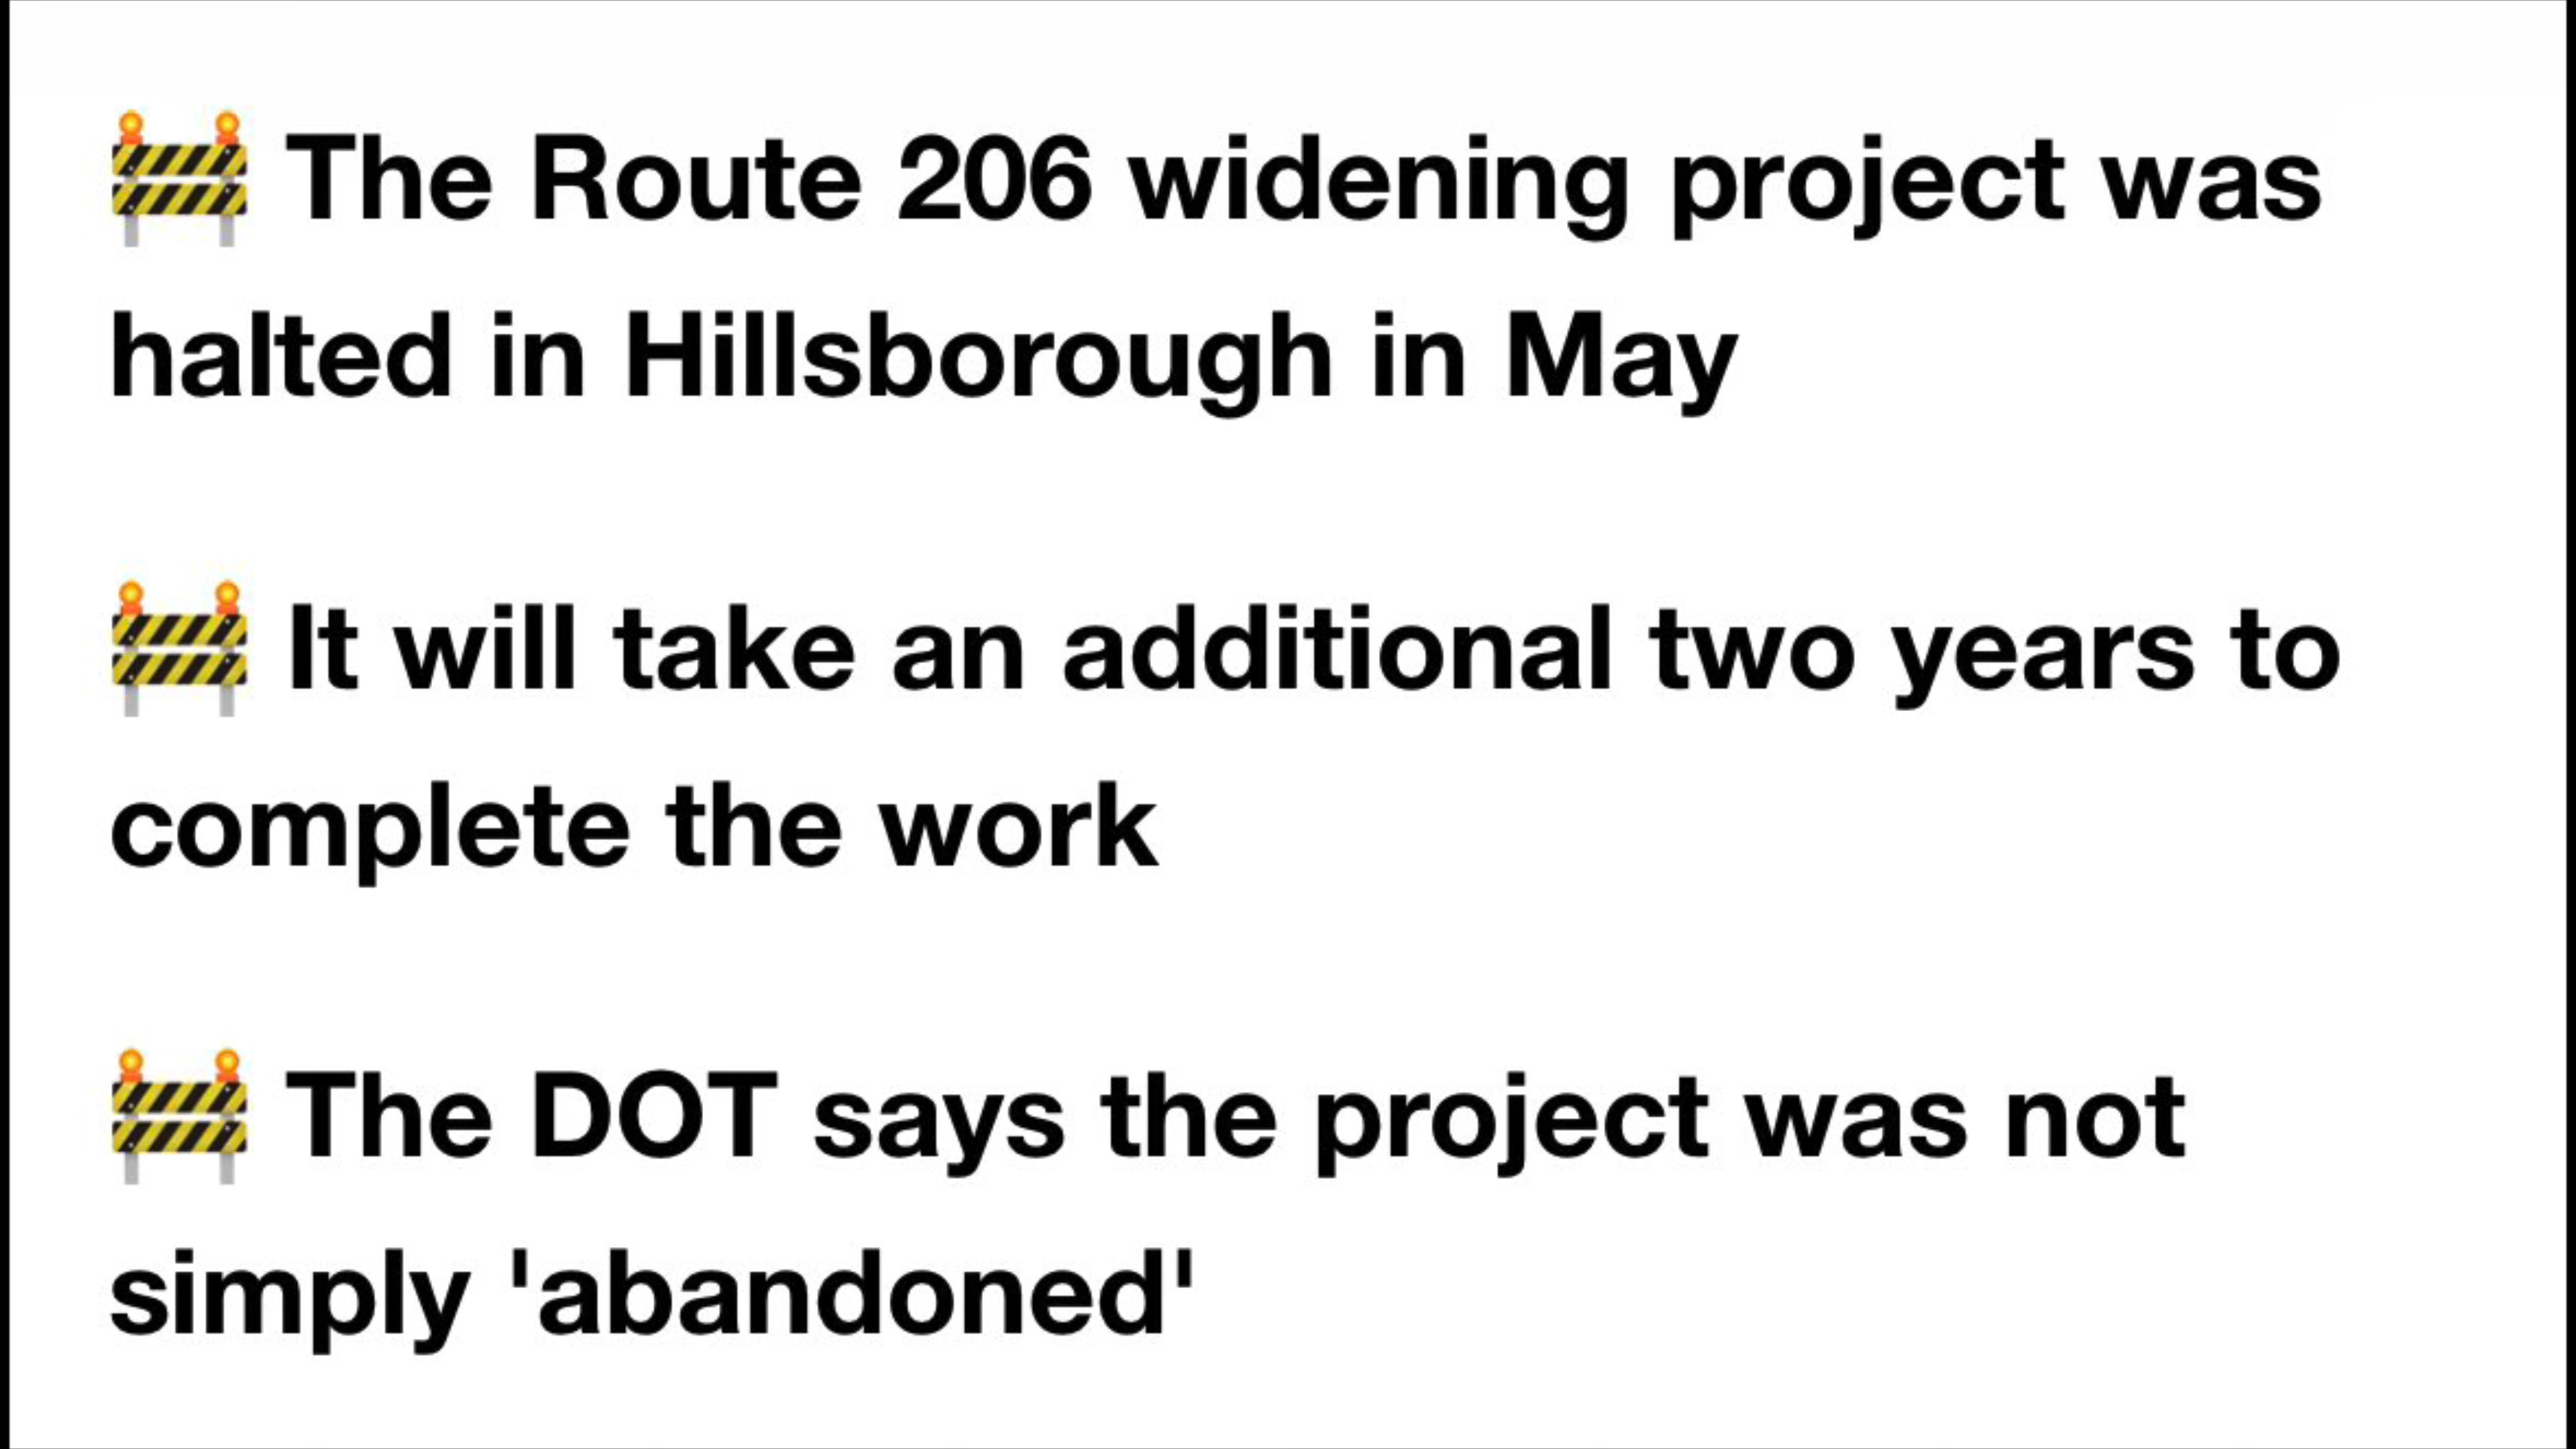 🚧 The Route 206 widening project was
halted in Hillsborough in May
🚧 It will take an additional two years to
complete the work
🚧 The DOT says the project was not
simply 'abandoned'